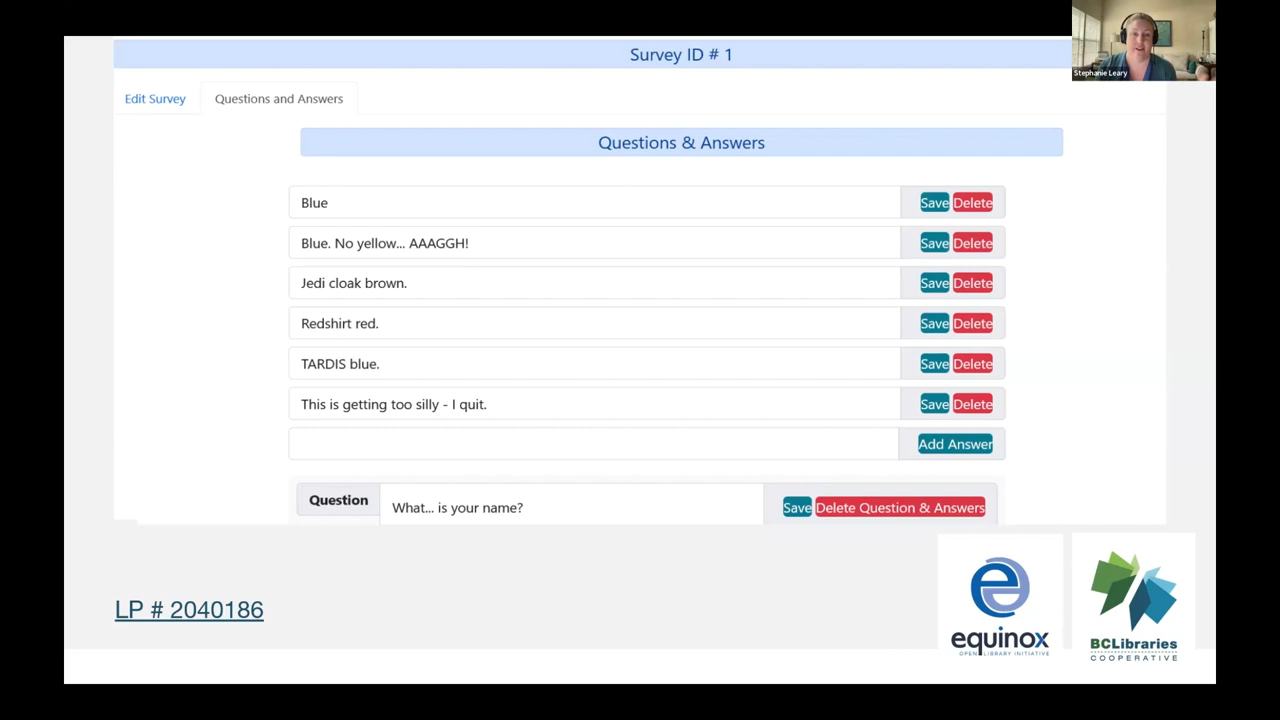 Survey ID # 1
Stephanie Leary
Edit Survey Questions and Answers
Questions & Answers
Blue Save Delete
Blue. No yellow... AAAGGH! Save Delete
Jedi cloak brown. Save Delete
Redshirt red. Save Delete
TARDIS blue. Save Delete
This is getting too silly - I quit. Save Delete
Add Answer
Question What... is your name? Save Delete Question & Answers
LP # 2040186
equinox
OPEN LIBRARY INITIATIVE
BCLibraries
COOPERATIVE